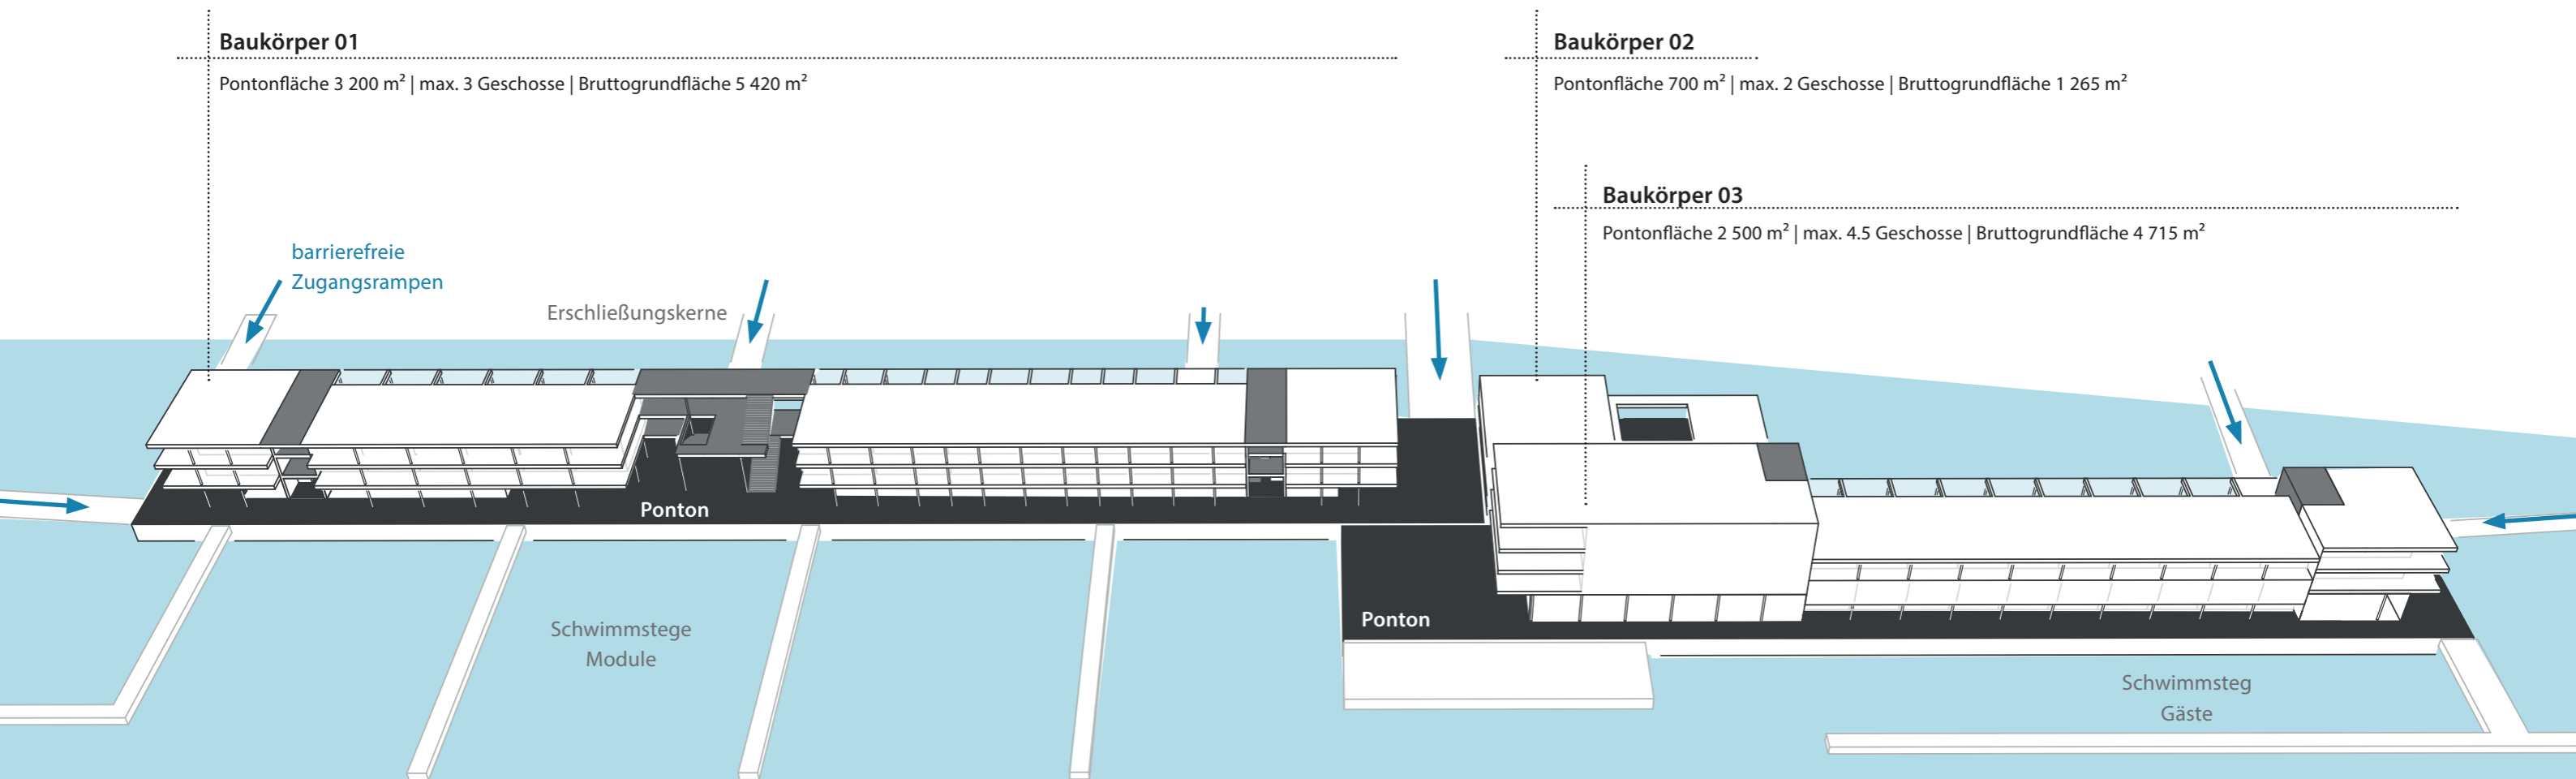 Baukörper 01
Pontonfläche 3 200 m² | max. 3 Geschosse | Bruttogrundfläche 5 420 m²
Baukörper 02
Pontonfläche 700 m² | max. 2 Geschosse | Bruttogrundfläche 1 265 m²
Baukörper 03
Pontonfläche 2 500 m² | max. 4.5 Geschosse | Bruttogrundfläche 4 715 m²
barrierefreie
Zugangsrampen
Erschließungskerne
Ponton
Ponton
Schwimmstege
Module
Schwimmsteg
Gäste